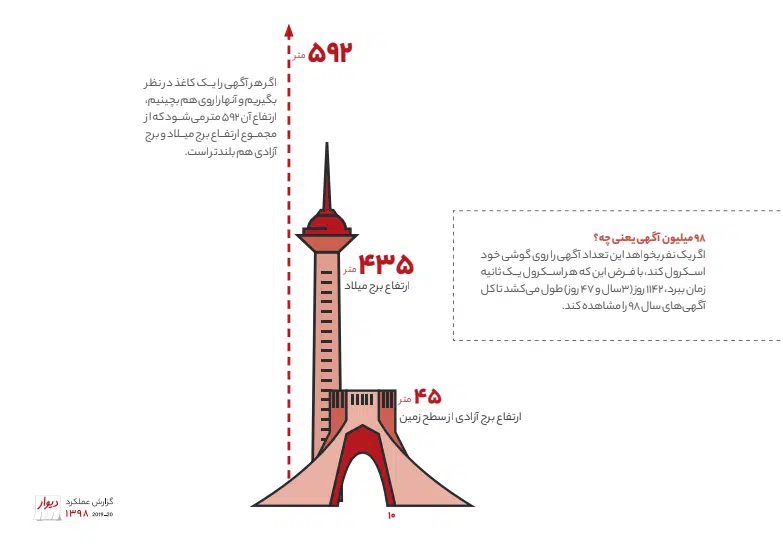 ۵۹۲ متر
اگر هر آگهی را یک کاغذ در نظر
بگیریم و آنها را روی هم بچینیم،
ارتفاع آن ۵۹۲ متر می‌شود که از
مجموع ارتفاع برج میلاد و برج
آزادی هم بلندتر است.
۹۸ میلیون آگهی یعنی چه؟
اگر یک نفر بخواهد این تعداد آگهی را روی گوشی خود
اسکرول کند، با فرض این که هر اسکرول یک ثانیه
زمان ببرد، ۱۱۴۲ روز (۳ سال و ۴۷ روز) طول می‌کشد تا کل
آگهی‌های سال ۹۸ را مشاهده کند.
۴۳۵ متر
ارتفاع برج میلاد
۴۵ متر
ارتفاع برج آزادی از سطح زمین
گزارش عملکرد
دیوار
۱۳۹۸ 2019_20
۱۰